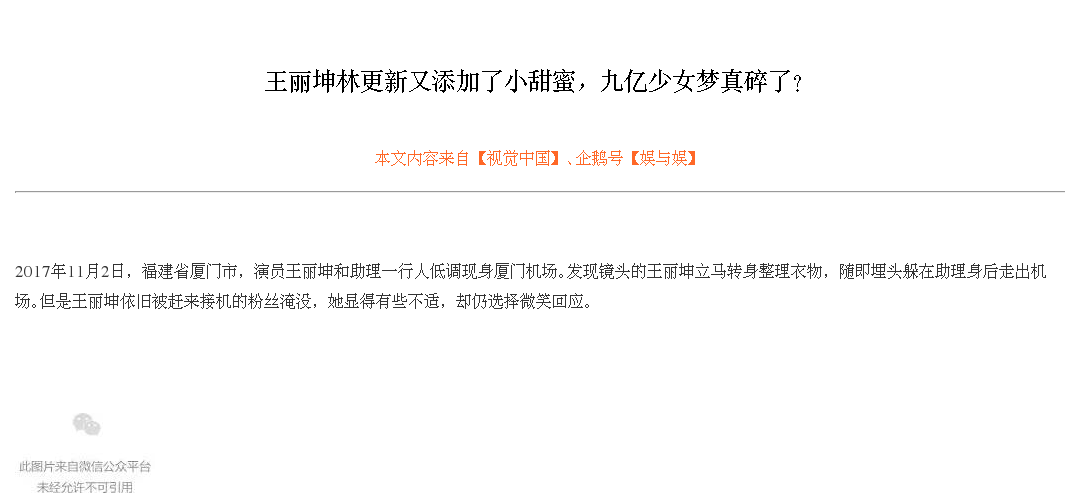 王丽坤林更新又添加了小甜蜜，九亿少女梦真碎了？
本文内容来自【视觉中国】、企鹅号【娱与娱】
2017年11月2日，福建省厦门市，演员王丽坤和助理一行人低调现身厦门机场。发现镜头的王丽坤立马转身整理衣物，随即埋头躲在助理身后走出机
场。但是王丽坤依旧被赶来接机的粉丝淹没，她显得有些不适，却仍选择微笑回应。
此图片来自微信公众平台
未经允许不可引用